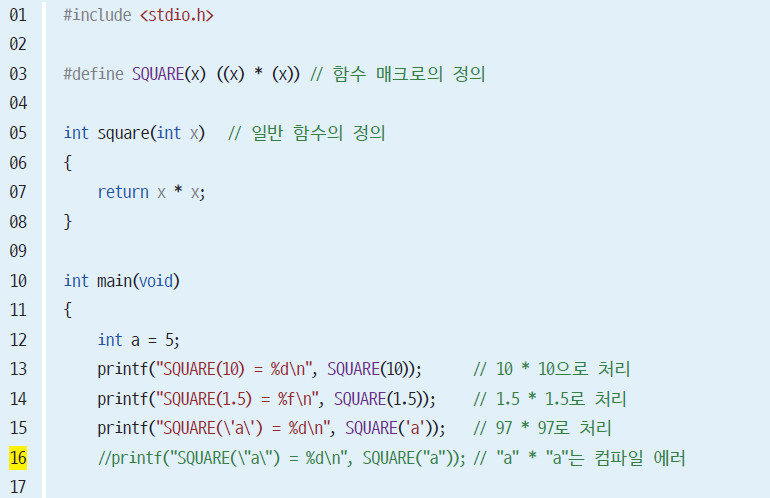 01 #include <stdio.h>
02
03 #define SQUARE(x) ((x) * (x)) // 함수 매크로의 정의
04
05 int square(int x) // 일반 함수의 정의
06 {
07 return x * x;
08 }
09
10 int main(void)
11 {
12 int a = 5;
13 printf("SQUARE(10) = %d\n", SQUARE(10)); // 10 * 10으로 처리
14 printf("SQUARE(1.5) = %f\n", SQUARE(1.5)); // 1.5 * 1.5로 처리
15 printf("SQUARE(\'a\') = %d\n", SQUARE('a')); // 97 * 97로 처리
16 //printf("SQUARE(\"a\") = %d\n", SQUARE("a")); // "a" * "a"는 컴파일 에러
17